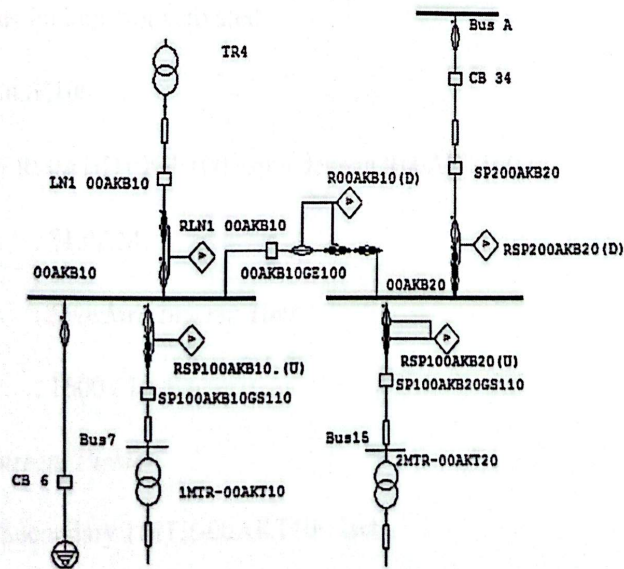 Bus A
TR4
CB 34
LN1 00AKB10
R00AKB10(D)
SP200AKB20
RLN1 00AKB10
RSP200AKB20(D)
00AKB10
00AKB10GE100
00AKB20
RSP100AKB10.(U)
RSP100AKB20(U)
SP100AKB10GS110
SP100AKB20GS110
Bus7
Bus15
2MTR-00AKT20
CB 6
1MTR-00AKT10